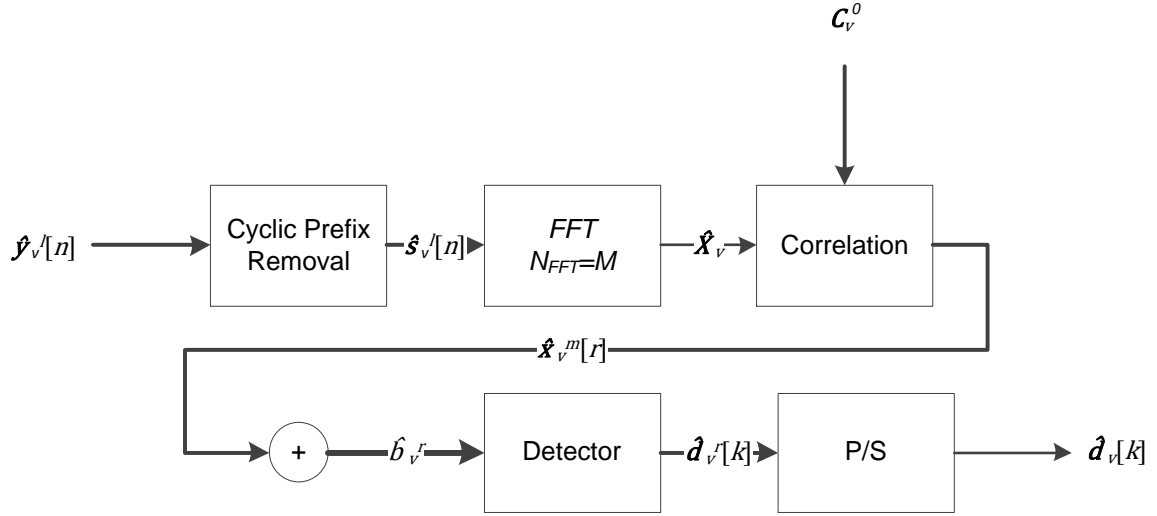 C_v^0
ŷ_v^l[n]
Cyclic Prefix
Removal
ŝ_v^l[n]
FFT
N_FFT=M
X̂_v
Correlation
x̂_v^m[r]
+
b̂_v^r
Detector
d̂_v^r[k]
P/S
d̂_v[k]